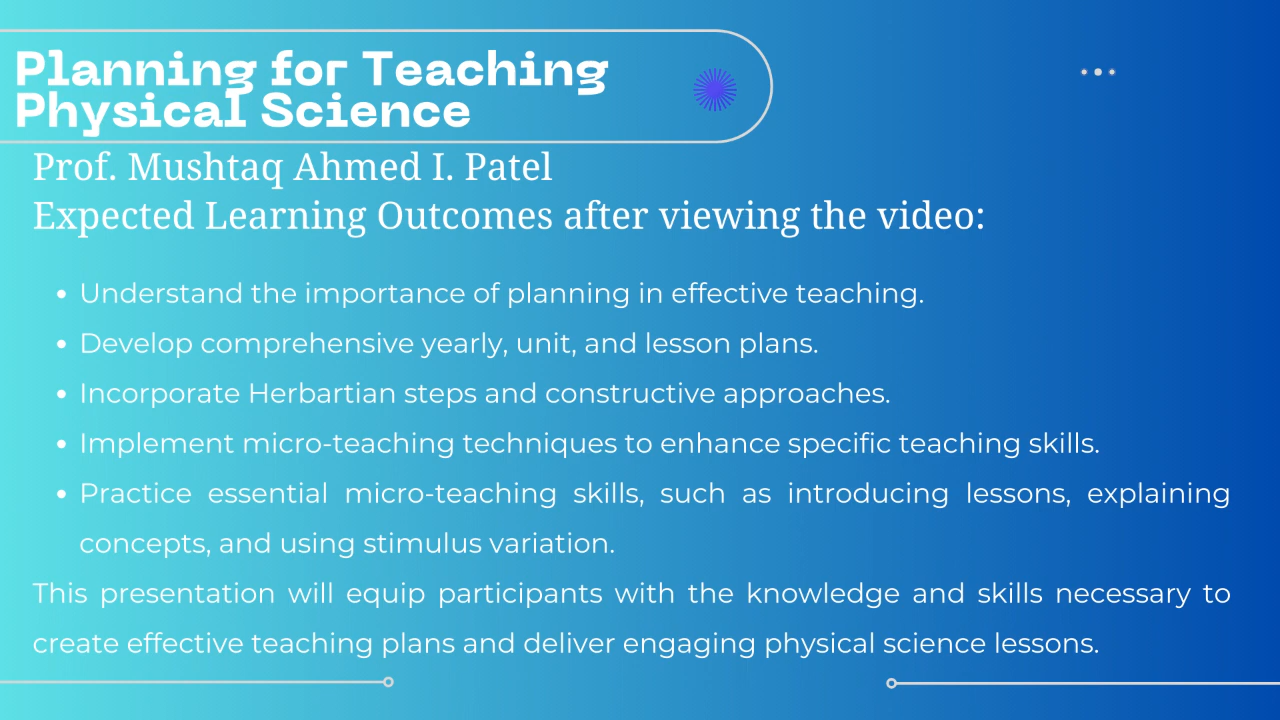 Planning for Teaching
Physical Science
Prof. Mushtaq Ahmed I. Patel
Expected Learning Outcomes after viewing the video:
• Understand the importance of planning in effective teaching.
• Develop comprehensive yearly, unit, and lesson plans.
• Incorporate Herbartian steps and constructive approaches.
• Implement micro-teaching techniques to enhance specific teaching skills.
• Practice essential micro-teaching skills, such as introducing lessons, explaining
concepts, and using stimulus variation.
This presentation will equip participants with the knowledge and skills necessary to
create effective teaching plans and deliver engaging physical science lessons.